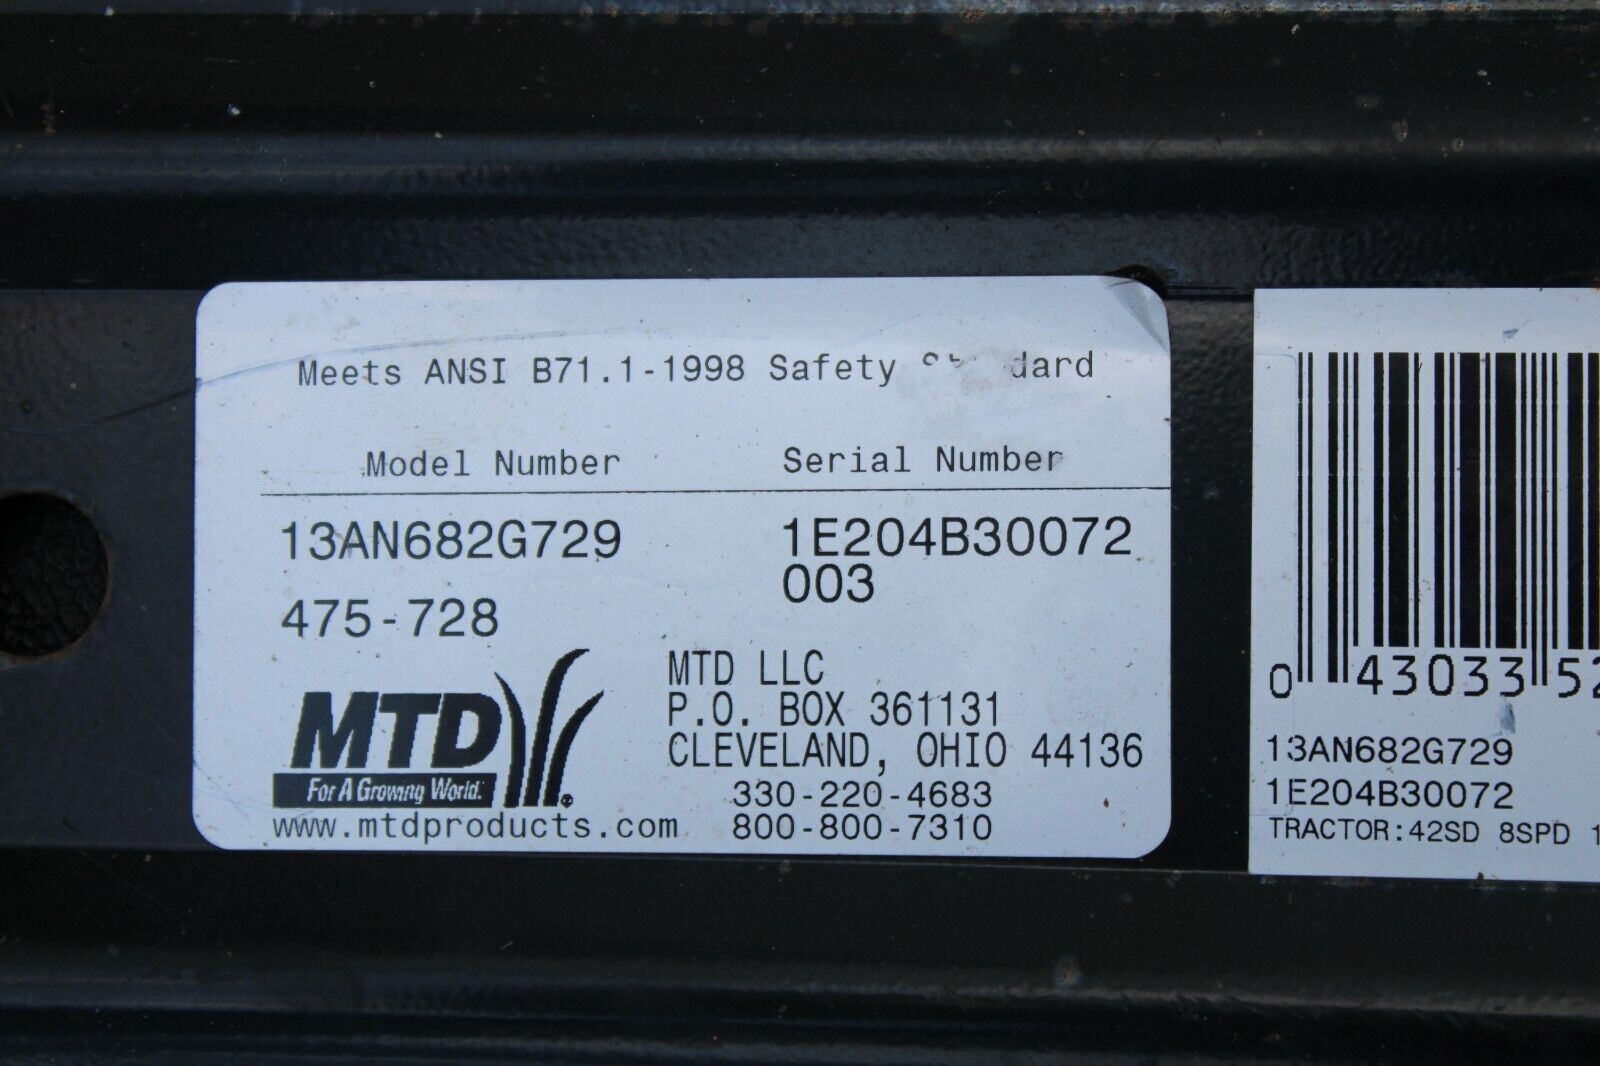 Meets ANSI B71.1-1998 Safety
Model Number Serial Number
13AN682G729 1E204B30072
003
475-728
MTD
For A Growing World.
www.mtdproducts.com
MTD LLC
P.O. BOX 361131
CLEVELAND, OHIO 44136
330-220-4683
800-800-7310
0 43033 52
13AN682G729
1E204B30072
TRACTOR:42SD 8SPD 1